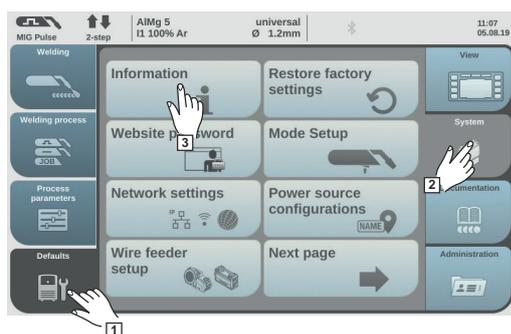 MIG Pulse
2-step
AlMg 5
I1 100% Ar
universal
Ø 1.2mm
11:07
05.08.19
Welding
Welding process
JOB
Process
parameters
Defaults
1
Information
3
Restore factory
settings
Website
Mode Setup
Network settings
IP
Power source
configurations
NAME
Wire feeder
setup
Next page
View
System
2
Administration